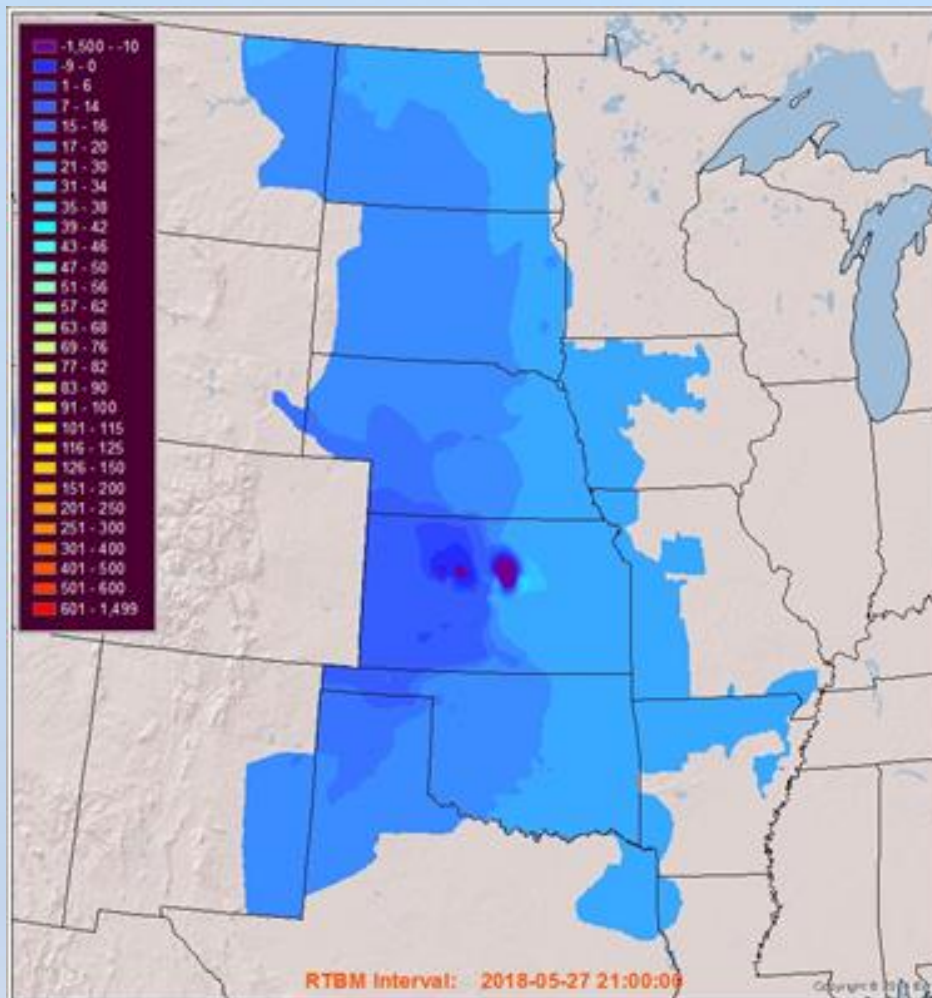 -1,500 - -10
-9 - 0
1 - 6
7 - 14
15 - 16
17 - 20
21 - 30
31 - 34
35 - 38
39 - 42
43 - 46
47 - 50
51 - 56
57 - 62
63 - 68
69 - 76
77 - 82
83 - 90
91 - 100
101 - 115
116 - 125
126 - 150
151 - 200
201 - 250
251 - 300
301 - 400
401 - 500
501 - 600
601 - 1,499
RTBM Interval: 2018-05-27 21:00:00
Copyright ©